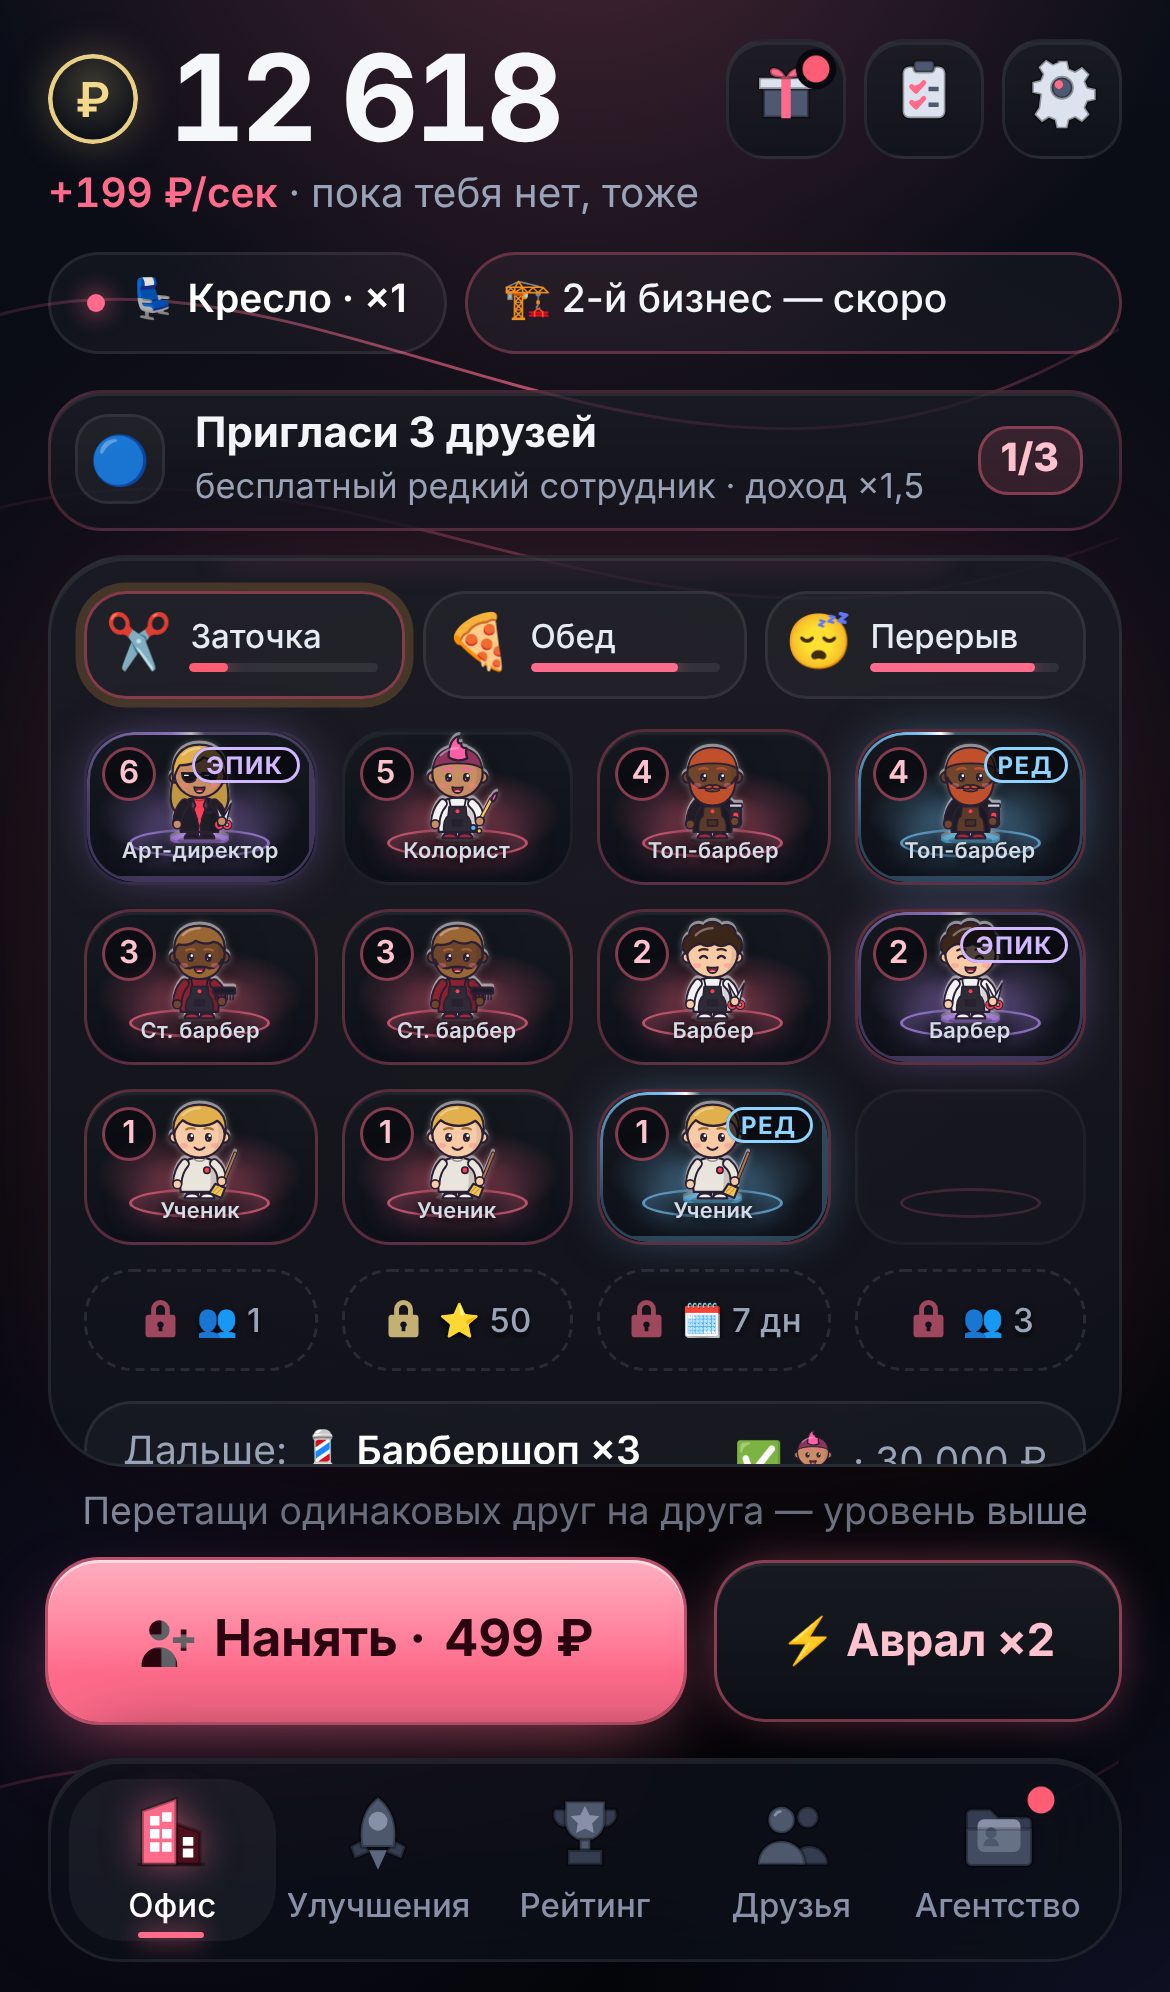 ₽ 12 618
+199 ₽/сек · пока тебя нет, тоже
Кресло · ×1
2-й бизнес — скоро
Пригласи 3 друзей
бесплатный редкий сотрудник · доход ×1,5
1/3
Заточка
Обед
Перерыв
6 ЭПИК
Арт-директор
5
Колорист
4
Топ-барбер
4 РЕД
Топ-барбер
3
Ст. барбер
3
Ст. барбер
2
Барбер
2 ЭПИК
Барбер
1
Ученик
1
Ученик
1 РЕД
Ученик
1
50
7 дн
3
Дальше: Барбершоп ×3 · 30 000 ₽
Перетащи одинаковых друг на друга — уровень выше
Нанять · 499 ₽
Аврал ×2
Офис
Улучшения
Рейтинг
Друзья
Агентство